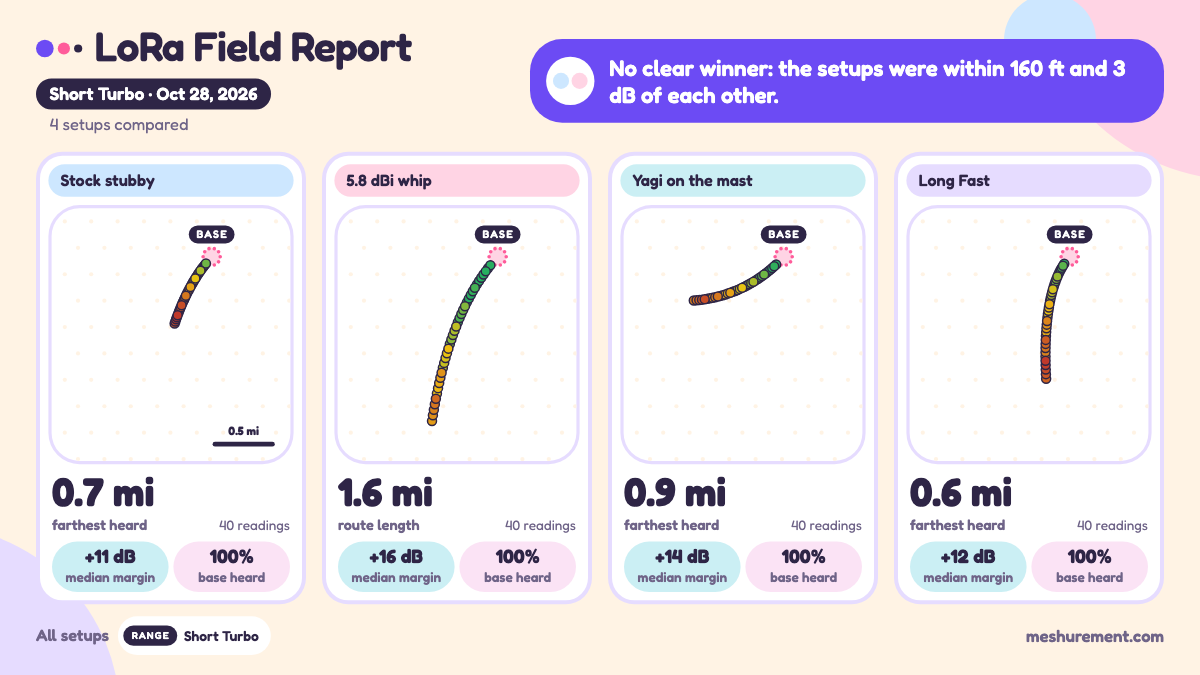 LoRa Field Report
Short Turbo · Oct 28, 2026
4 setups compared
No clear winner: the setups were within 160 ft and 3
dB of each other.
Stock stubby
BASE
0.5 mi
0.7 mi
farthest heard
40 readings
+11 dB
median margin
100%
base heard
5.8 dBi whip
BASE
1.6 mi
route length
40 readings
+16 dB
median margin
100%
base heard
Yagi on the mast
BASE
0.9 mi
farthest heard
40 readings
+14 dB
median margin
100%
base heard
Long Fast
BASE
0.6 mi
farthest heard
40 readings
+12 dB
median margin
100%
base heard
All setups
RANGE
Short Turbo
meshurement.com